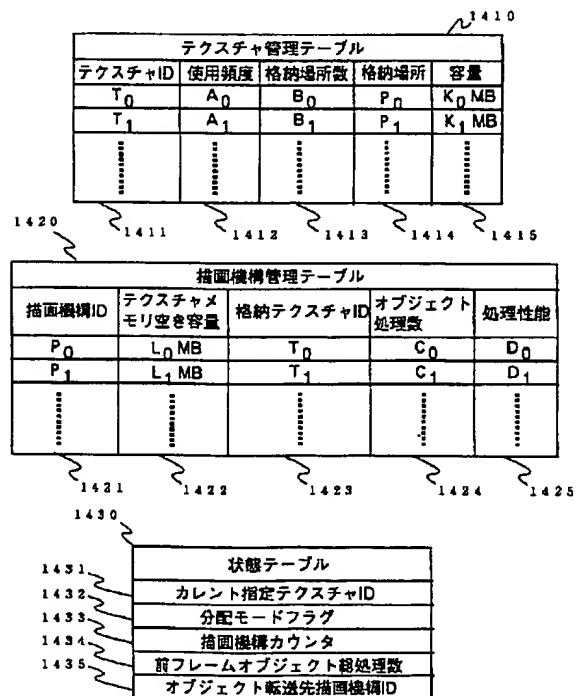 1410
テクスチャ管理テーブル
テクスチャID 使用頻度 格納場所数 格納場所 容量
T0 A0 B0 P0 K0 MB
T1 A1 B1 P1 K1 MB
1411 1412 1413 1414 1415
1420
描画機構管理テーブル
描画機構ID テクスチャメモリ空き容量 格納テクスチャID オブジェクト処理数 処理性能
P0 L0 MB T0 C0 D0
P1 L1 MB T1 C1 D1
1421 1422 1423 1424 1425
1430
状態テーブル
1431 カレント指定テクスチャID
1432 分配モードフラグ
1433 描画機構カウンタ
1434 前フレームオブジェクト総処理数
1435 オブジェクト転送先描画機構ID